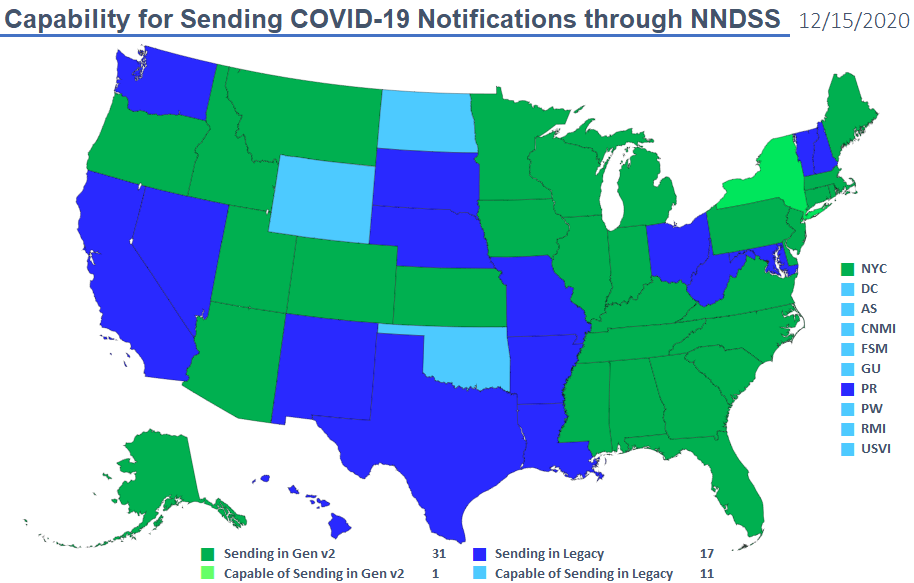 Capability for Sending COVID-19 Notifications through NNDSS 12/15/2020
NYC
DC
AS
CNMI
FSM
GU
PR
PW
RMI
USVI
Sending in Gen v2 31 Sending in Legacy 17
Capable of Sending in Gen v2 1 Capable of Sending in Legacy 11